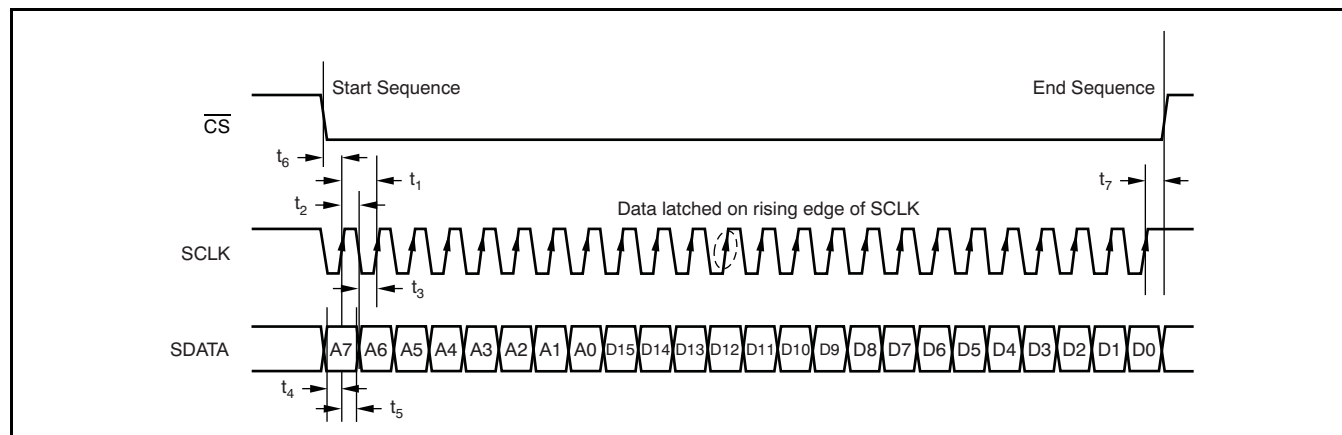 Start Sequence
End Sequence
CS
t6
t1
t7
t2
Data latched on rising edge of SCLK
SCLK
t3
SDATA
A7 A6 A5 A4 A3 A2 A1 A0 D15 D14 D13 D12 D11 D10 D9 D8 D7 D6 D5 D4 D3 D2 D1 D0
t4
t5